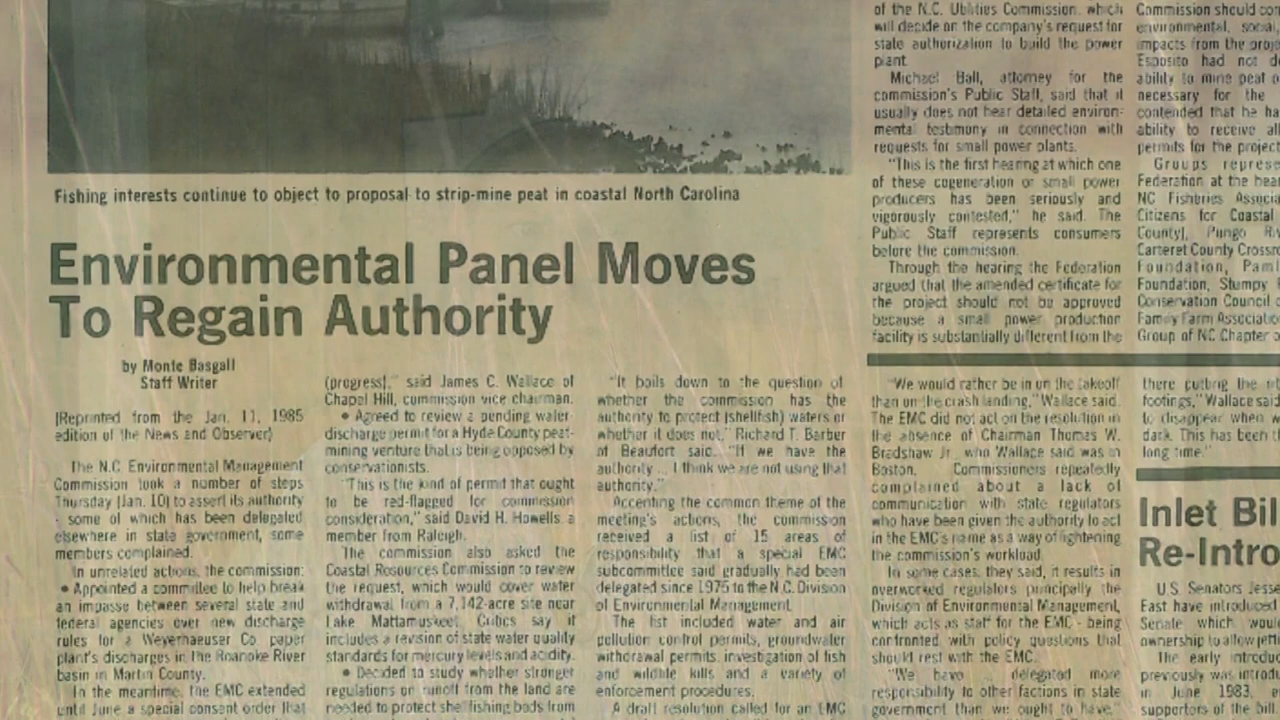 Fishing interests continue to object to proposal to strip-mine peat in coastal North Carolina
Environmental Panel Moves
To Regain Authority
by Monte Basgall
Staff Writer
(Reprinted from the Jan. 11, 1985
edition of the News and Observer)
The N.C. Environmental Management
Commission took a number of steps
Thursday (Jan. 10) to assert its authority
- some of which has been delegated
elsewhere in state government, some
members complained.
In unrelated actions, the commission:
• Appointed a committee to help break
an impasse between several state and
federal agencies over new discharge
rules for a Weyerhaeuser Co. paper
plant's discharges in the Roanoke River
basin in Martin County.
In the meantime, the EMC extended
until June a special consent order that
(progress)," said James C. Wallace of
Chapel Hill, commission vice chairman.
• Agreed to review a pending water-
discharge permit for a Hyde County peat-
mining venture that is being opposed by
conservationists.
"This is the kind of permit that ought
to be red-flagged for commission
consideration," said David H. Howells, a
member from Raleigh.
The commission also asked the
Coastal Resources Commission to review
the request, which would cover water
withdrawal from a 7,142-acre site near
Lake Mattamuskeet. Critics say it
includes a revision of state water quality
standards for mercury levels and acidity.
• Decided to study whether stronger
regulations on runoff from the land are
needed to protect shellfishing beds from
"It boils down to the question of
whether the commission has the
authority to protect (shellfish) waters or
whether it does not," Richard T. Barber
of Beaufort said. "If we have the
authority ... I think we are not using that
authority."
Accenting the common theme of the
meeting's actions, the commission
received a list of 15 areas of
responsibility that a special EMC
subcommittee said gradually had been
delegated since 1975 to the N.C. Division
of Environmental Management.
The list included water and air
pollution control permits, groundwater
withdrawal permits, investigation of fish
and wildlife kills and a variety of
enforcement procedures.
A draft resolution called for an EMC
of the N.C. Utilities Commission, which
will decide on the company's request for
state authorization to build the power
plant.
Michael Ball, attorney for the
commission's Public Staff, said that it
usually does not hear detailed environ-
mental testimony in connection with
requests for small power plants.
"This is the first hearing at which one
of these cogeneration or small power
producers has been seriously and
vigorously contested," he said. The
Public Staff represents consumers
before the commission.
Through the hearing the Federation
argued that the amended certificate for
the project should not be approved
because a small power production
facility is substantially different from the
Commission should con
environmental, social,
impacts from the proje
Esposito had not de
ability to mine peat o
necessary for the
contended that he ha
ability to receive all
permits for the project
Groups represe
Federation at the hear
NC Fisheries Associa
Citizens for Coastal
County), Pungo Riv
Carteret County Crossro
Foundation, Paml
Foundation, Stumpy P
Conservation Council o
Family Farm Associatio
Group of NC Chapter o
"We would rather be in on the takeoff
than on the crash landing," Wallace said.
The EMC did not act on the resolution in
the absence of Chairman Thomas W.
Bradshaw Jr., who Wallace said was in
Boston. Commissioners repeatedly
complained about a lack of
communication with state regulators
who have been given the authority to act
in the EMC's name as a way of lightening
the commission's workload.
In some cases, they said, it results in
overworked regulators principally the
Division of Environmental Management,
which acts as staff for the EMC - being
confronted with policy questions that
should rest with the EMC.
"We have delegated more
responsibility to other factions in state
government than we ought to have,"
there putting the
footings," Wallace said
to disappear when w
dark. This has been t
long time."
Inlet Bil
Re-Intro
U.S. Senators Jesse
East have introduced
Senate which would
ownership to allow jett
The early introduc
previously was introdu
in June 1983, a
supporters of the bill.